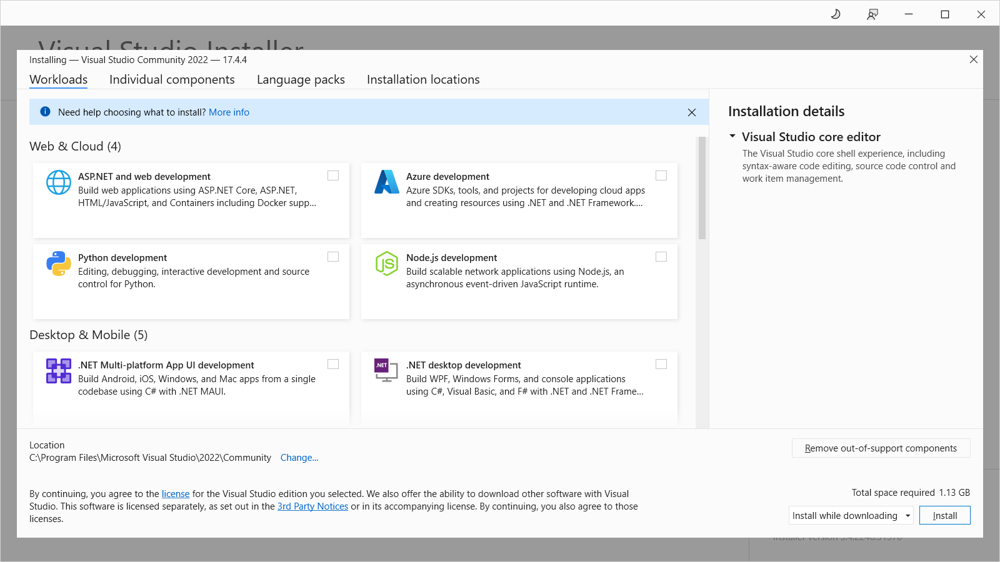 Visual Studio Installer
Installing — Visual Studio Community 2022 — 17.4.4
Workloads Individual components Language packs Installation locations
Need help choosing what to install? More info
Web & Cloud (4)
ASP.NET and web development
Build web applications using ASP.NET Core, ASP.NET,
HTML/JavaScript, and Containers including Docker supp...
Azure development
Azure SDKs, tools, and projects for developing cloud apps
and creating resources using .NET and .NET Framework....
Python development
Editing, debugging, interactive development and source
control for Python.
JS
Node.js development
Build scalable network applications using Node.js, an
asynchronous event-driven JavaScript runtime.
Desktop & Mobile (5)
.NET Multi-platform App UI development
Build Android, iOS, Windows, and Mac apps from a single
codebase using C# with .NET MAUI.
.NET
.NET desktop development
Build WPF, Windows Forms, and console applications
using C#, Visual Basic, and F# with .NET and .NET Frame...
Installation details
Visual Studio core editor
The Visual Studio core shell experience, including
syntax-aware code editing, source code control and
work item management.
Location
C:\Program Files\Microsoft Visual Studio\2022\Community Change...
Remove out-of-support components
By continuing, you agree to the license for the Visual Studio edition you selected. We also offer the ability to download other software with Visual
Studio. This software is licensed separately, as set out in the 3rd Party Notices or in its accompanying license. By continuing, you also agree to those
licenses.
Total space required 1.13 GB
Install while downloading
Install